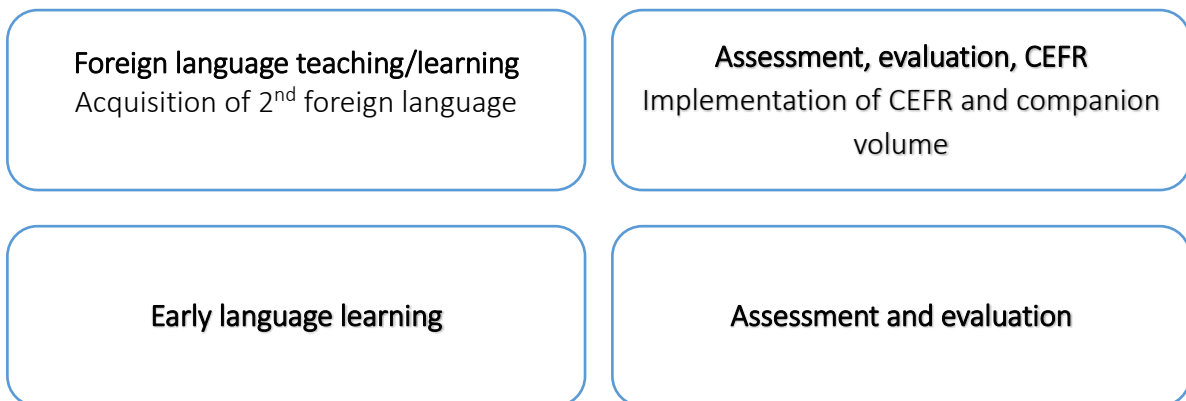 Foreign language teaching/learning
Acquisition of 2nd foreign language
Assessment, evaluation, CEFR
Implementation of CEFR and companion
volume
Early language learning
Assessment and evaluation